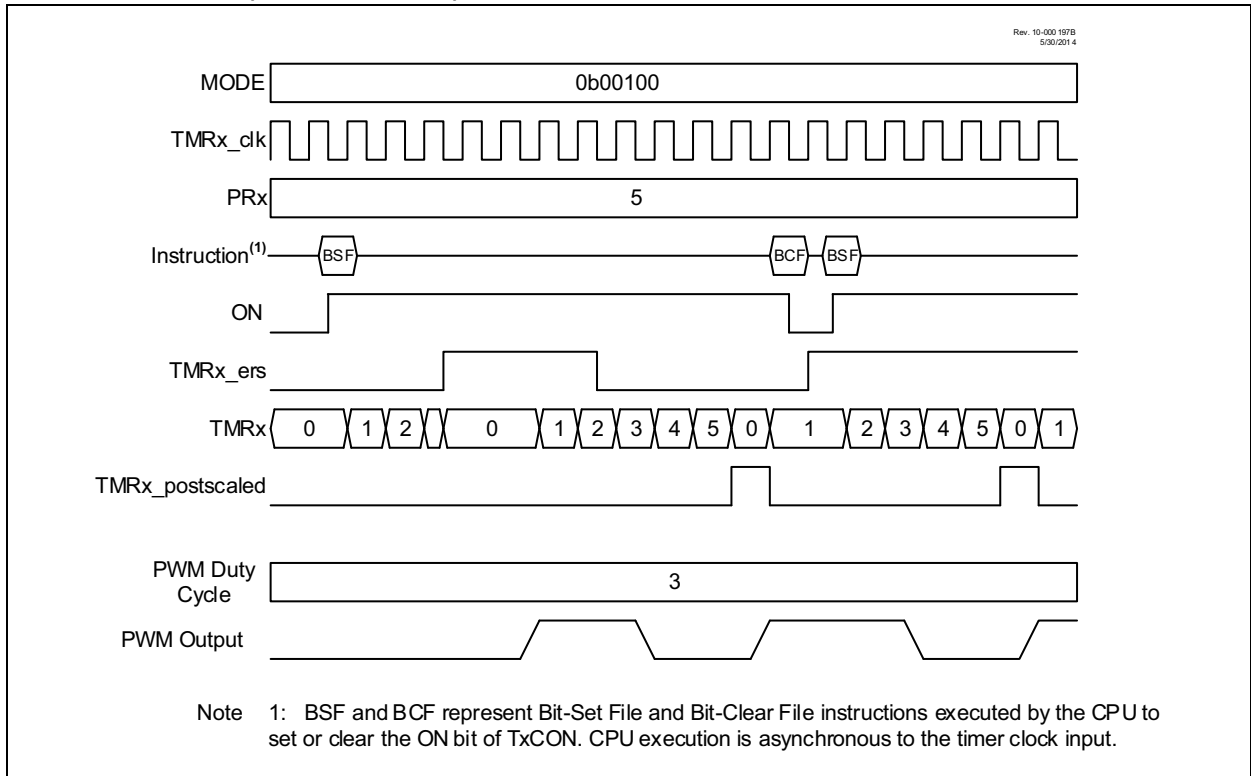 Rev. 10-000 197B
5/30/201 4
MODE 0b00100
TMRx_clk
PRx 5
Instruction(1) BSF BCF BSF
ON
TMRx_ers
TMRx 0 1 2 0 1 2 3 4 5 0 1 2 3 4 5 0 1
TMRx_postscaled
PWM Duty
Cycle 3
PWM Output
Note 1: BSF and BCF represent Bit-Set File and Bit-Clear File instructions executed by the CPU to
set or clear the ON bit of TxCON. CPU execution is asynchronous to the timer clock input.